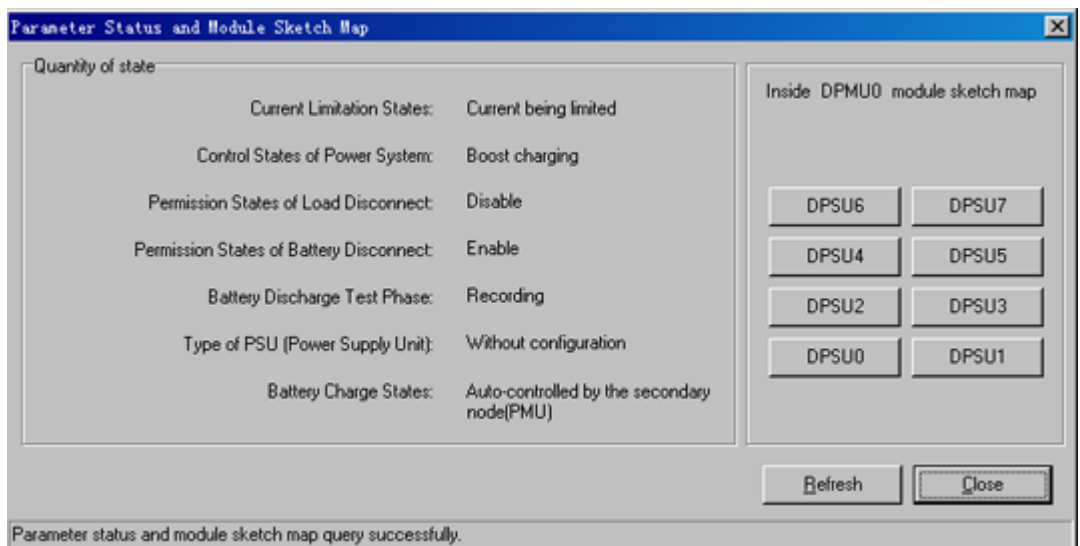 Parameter Status and Module Sketch Map
Quantity of state
Current Limitation States: Current being limited
Control States of Power System: Boost charging
Permission States of Load Disconnect: Disable
Permission States of Battery Disconnect: Enable
Battery Discharge Test Phase: Recording
Type of PSU (Power Supply Unit): Without configuration
Battery Charge States: Auto-controlled by the secondary
node(PMU)
Inside DPMU0 module sketch map
DPSU6 DPSU7
DPSU4 DPSU5
DPSU2 DPSU3
DPSU0 DPSU1
Refresh Close
Parameter status and module sketch map query successfully.